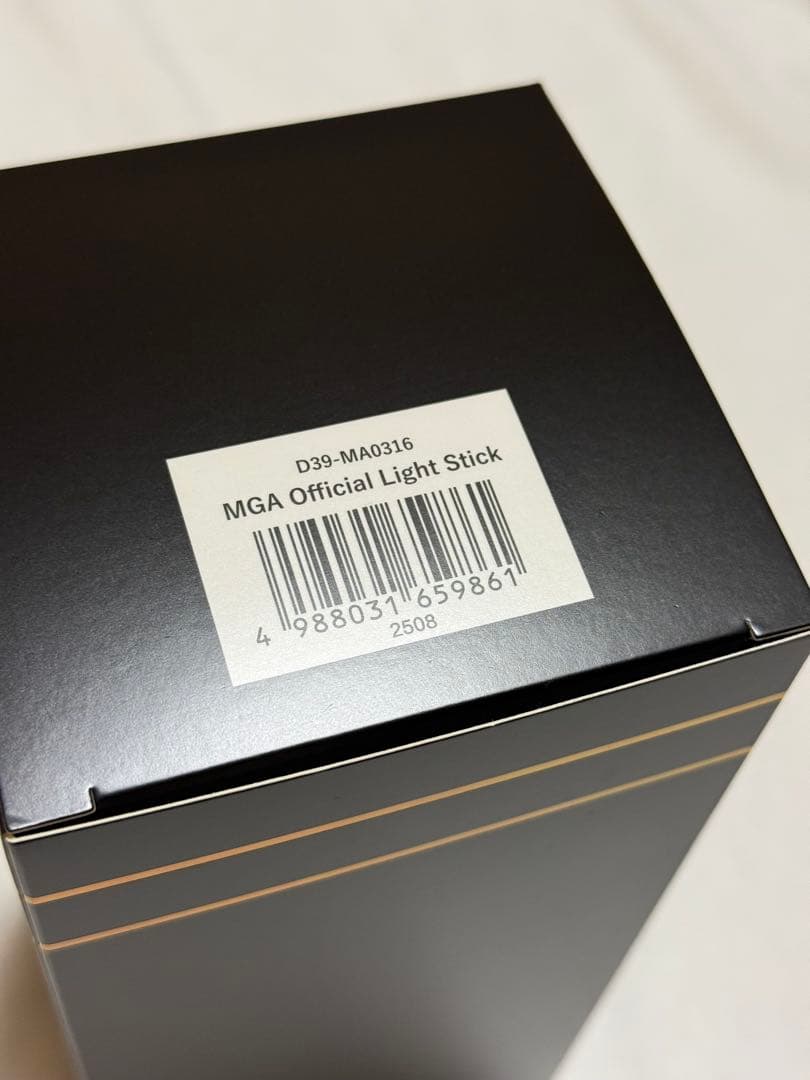 D39-MA0316
MGA Official Light Stick
4 988031 659861
2508